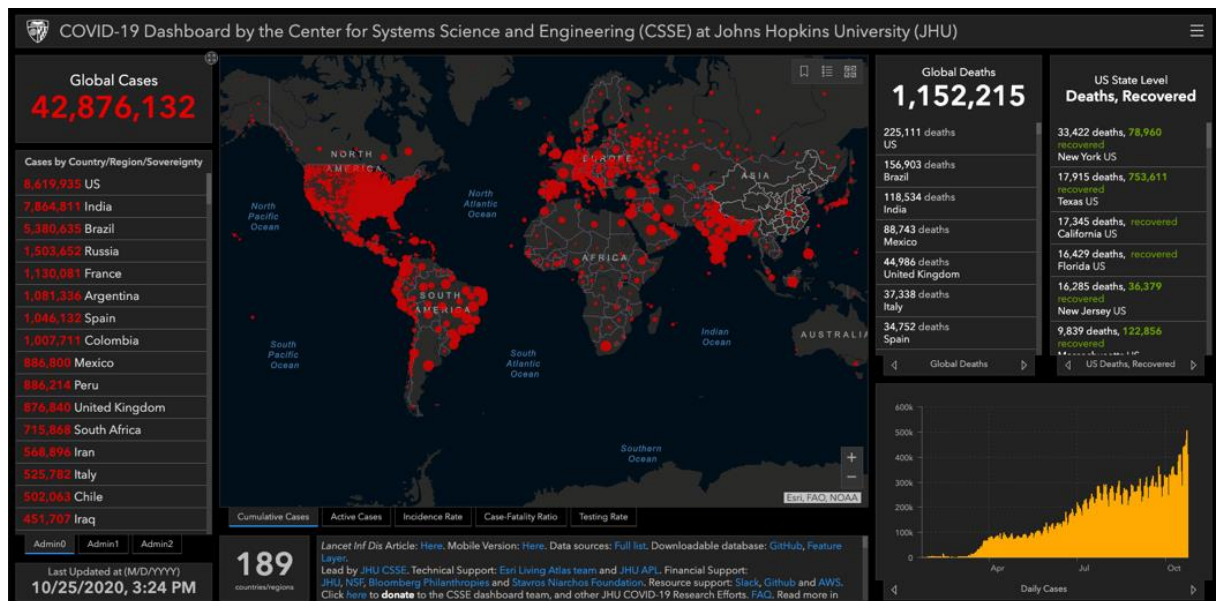 COVID-19 Dashboard by the Center for Systems Science and Engineering (CSSE) at Johns Hopkins University (JHU)
Global Cases
42,876,132
Cases by Country/Region/Sovereignty
8,619,935 US
7,864,811 India
5,380,635 Brazil
1,503,652 Russia
1,130,081 France
1,081,336 Argentina
1,046,132 Spain
1,007,711 Colombia
886,800 Mexico
886,214 Peru
876,840 United Kingdom
715,868 South Africa
568,896 Iran
525,782 Italy
502,063 Chile
451,707 Iraq
Admin0
Admin1
Admin2
Last Updated at (M/D/YYYY)
10/25/2020, 3:24 PM
NORTH
AMERICA
EUROPE
ASIA
North
Pacific
Ocean
North
Atlantic
Ocean
AFRICA
SOUTH
AMERICA
Indian
Ocean
AUSTRALIA
South
Pacific
Ocean
South
Atlantic
Ocean
Southern
Ocean
+
−
Esri, FAO, NOAA
Cumulative Cases
Active Cases
Incidence Rate
Case-Fatality Ratio
Testing Rate
189
countries/regions
Lancet Inf Dis Article: Here. Mobile Version: Here. Data sources: Full list. Downloadable database: GitHub, Feature
Layer.
Lead by JHU CSSE. Technical Support: Esri Living Atlas team and JHU APL. Financial Support:
JHU, NSF, Bloomberg Philanthropies and Stavros Niarchos Foundation. Resource support: Slack, Github and AWS.
Click here to donate to the CSSE dashboard team, and other JHU COVID-19 Research Efforts. FAQ. Read more in
Global Deaths
1,152,215
225,111 deaths
US
156,903 deaths
Brazil
118,534 deaths
India
88,743 deaths
Mexico
44,986 deaths
United Kingdom
37,338 deaths
Italy
34,752 deaths
Spain
Global Deaths
US State Level
Deaths, Recovered
33,422 deaths, 78,960
recovered
New York US
17,915 deaths, 753,611
recovered
Texas US
17,345 deaths, recovered
California US
16,429 deaths, recovered
Florida US
16,285 deaths, 36,379
recovered
New Jersey US
9,839 deaths, 122,856
recovered
US Deaths, Recovered
600k
500k
400k
300k
200k
100k
0
Apr
Jul
Oct
Daily Cases